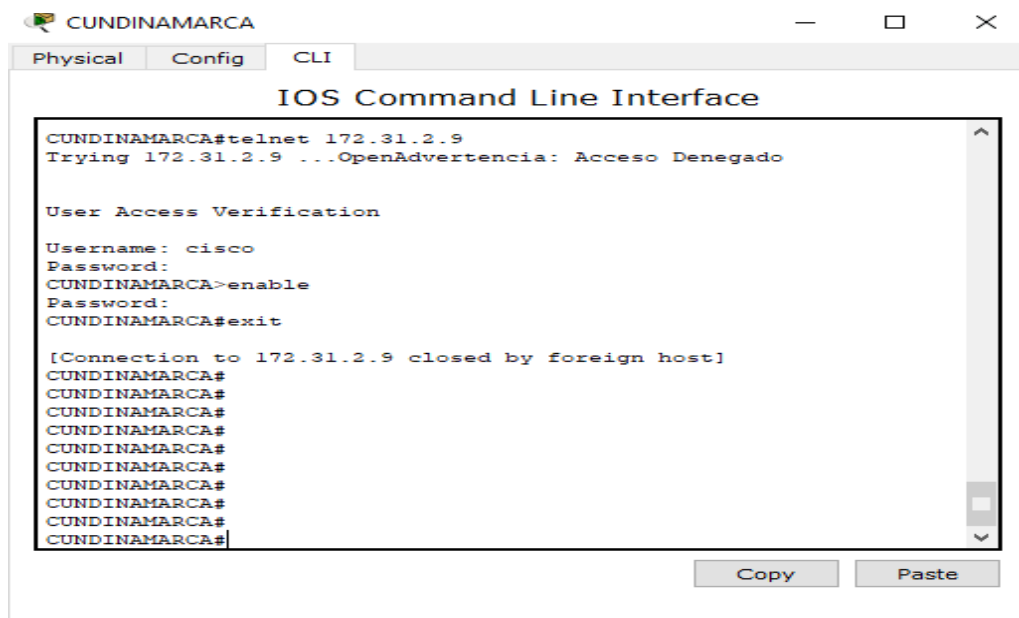 CUNDINAMARCA
Physical Config CLI
IOS Command Line Interface
CUNDINAMARCA#telnet 172.31.2.9
Trying 172.31.2.9 ...OpenAdvertencia: Acceso Denegado
User Access Verification
Username: cisco
Password:
CUNDINAMARCA>enable
Password:
CUNDINAMARCA#exit
[Connection to 172.31.2.9 closed by foreign host]
CUNDINAMARCA#
CUNDINAMARCA#
CUNDINAMARCA#
CUNDINAMARCA#
CUNDINAMARCA#
CUNDINAMARCA#
CUNDINAMARCA#
CUNDINAMARCA#
CUNDINAMARCA#
CUNDINAMARCA#
Copy Paste